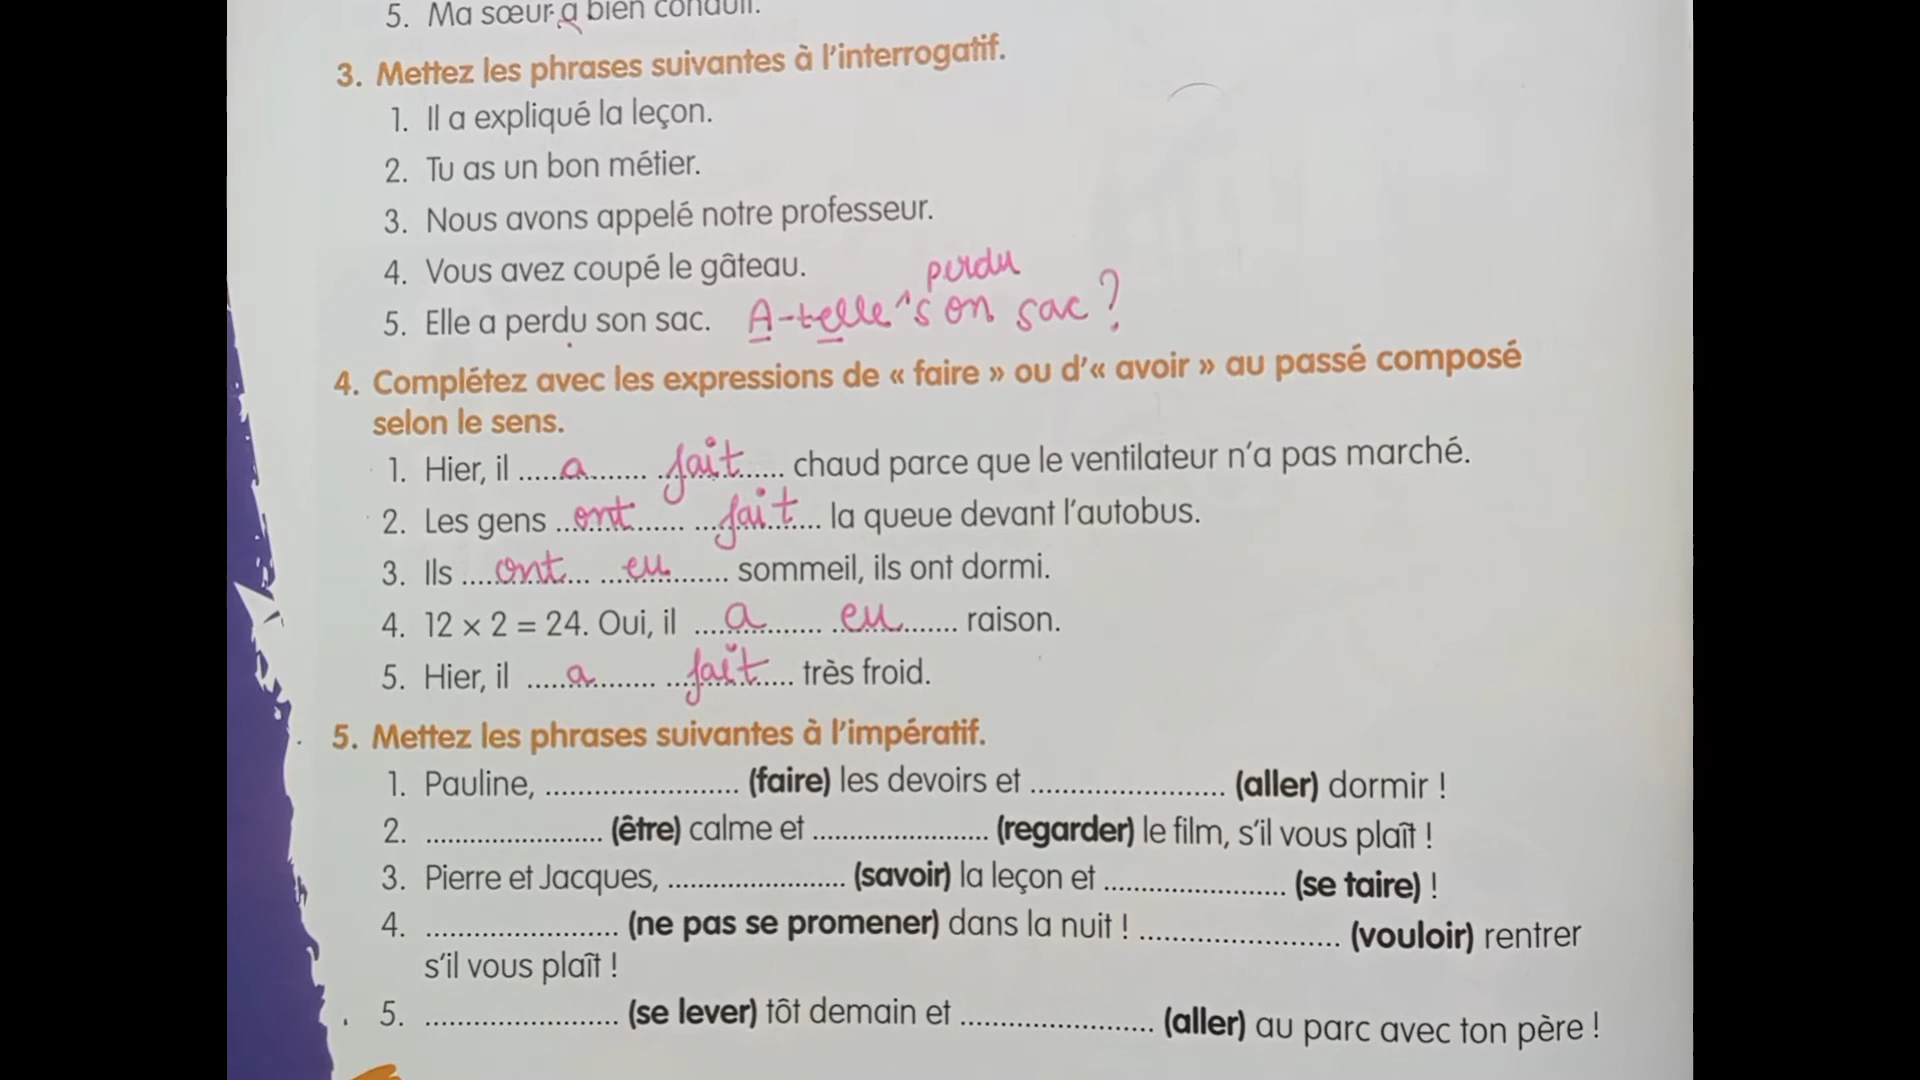 5. Ma sœur a bien conduit.
3. Mettez les phrases suivantes à l'interrogatif.
1. Il a expliqué la leçon.
2. Tu as un bon métier.
3. Nous avons appelé notre professeur.
4. Vous avez coupé le gâteau.
perdu
5. Elle a perdu son sac. A-t-elle ^ son sac ?
4. Complétez avec les expressions de « faire » ou d'« avoir » au passé composé
selon le sens.
1. Hier, il .....a....... ..fait..... chaud parce que le ventilateur n'a pas marché.
2. Les gens ..ont...... ...fait... la queue devant l'autobus.
3. Ils ....ont... ...eu....... sommeil, ils ont dormi.
4. 12 × 2 = 24. Oui, il ....a........ ..eu....... raison.
5. Hier, il .....a........ ..fait.... très froid.
5. Mettez les phrases suivantes à l'impératif.
1. Pauline, ........................ (faire) les devoirs et ........................ (aller) dormir !
2. ...................... (être) calme et ...................... (regarder) le film, s'il vous plaît !
3. Pierre et Jacques, ...................... (savoir) la leçon et ...................... (se taire) !
4. ........................ (ne pas se promener) dans la nuit ! ........................ (vouloir) rentrer
s'il vous plaît !
5. ........................ (se lever) tôt demain et ........................ (aller) au parc avec ton père !